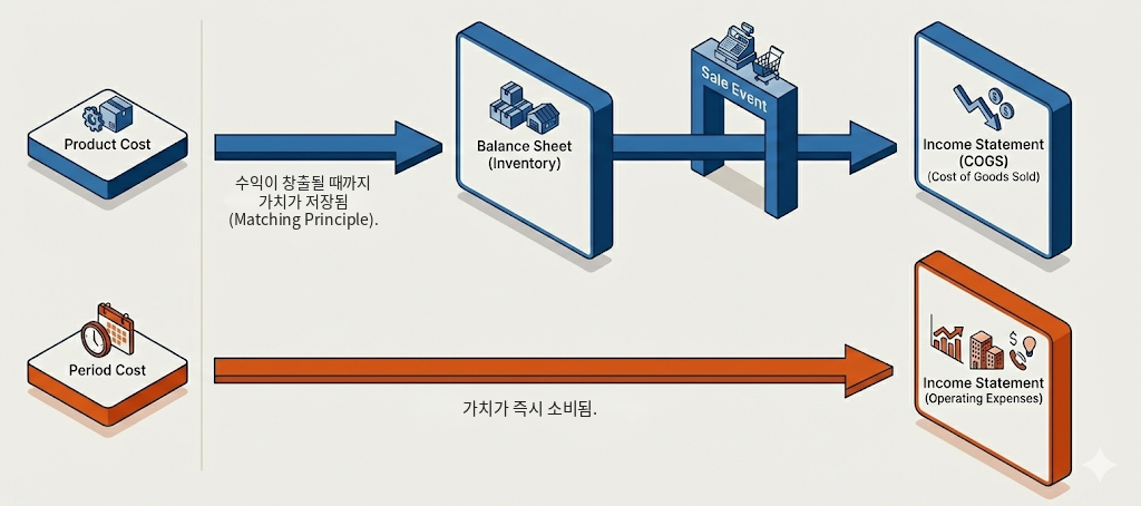 Product Cost
수익이 창출될 때까지
가치가 저장됨
(Matching Principle).
Balance Sheet
(Inventory)
Sale Event
Income Statement
(COGS)
(Cost of Goods Sold)
Period Cost
가치가 즉시 소비됨.
Income Statement
(Operating Expenses)